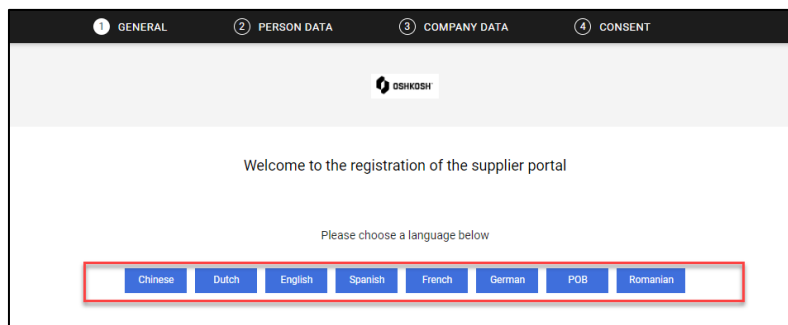 1 GENERAL 2 PERSON DATA 3 COMPANY DATA 4 CONSENT
OSHKOSH
Welcome to the registration of the supplier portal
Please choose a language below
Chinese Dutch English Spanish French German POB Romanian